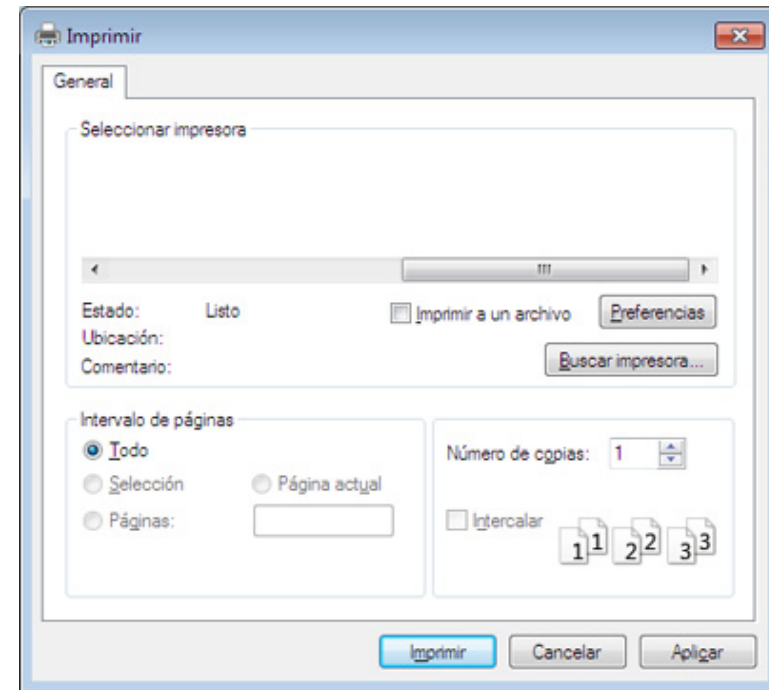 Imprimir
General
Seleccionar impresora
Estado: Listo
Imprimir a un archivo
Preferencias
Ubicación:
Comentario:
Buscar impresora...
Intervalo de páginas
Todo
Selección
Página actual
Páginas:
Número de copias: 1
Intercalar
1 1 2 2 3 3
Imprimir Cancelar Aplicar